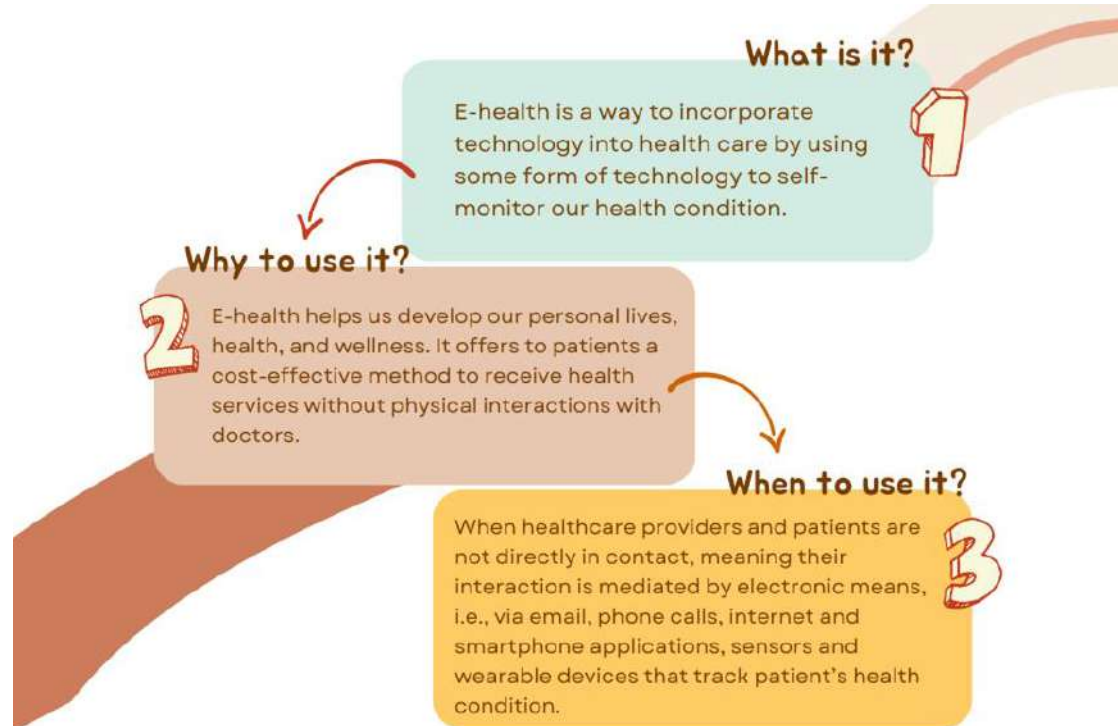 What is it?
1
E-health is a way to incorporate
technology into health care by using
some form of technology to self-
monitor our health condition.
Why to use it?
2
E-health helps us develop our personal lives,
health, and wellness. It offers to patients a
cost-effective method to receive health
services without physical interactions with
doctors.
When to use it?
3
When healthcare providers and patients are
not directly in contact, meaning their
interaction is mediated by electronic means,
i.e., via email, phone calls, internet and
smartphone applications, sensors and
wearable devices that track patient's health
condition.